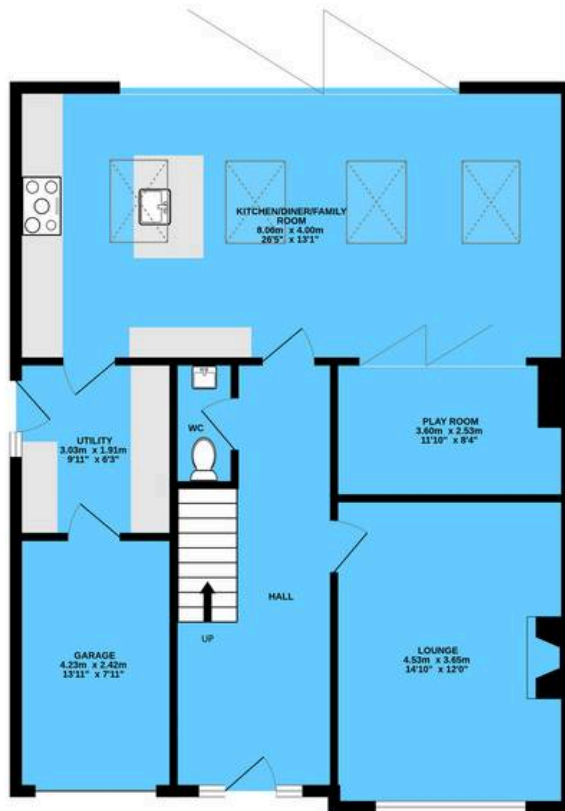 KITCHEN/DINER/FAMILY
ROOM
8.06m x 4.00m
26'5" x 13'1"
WC
PLAY ROOM
3.60m x 2.53m
11'10" x 8'4"
UTILITY
3.03m x 1.91m
9'11" x 6'3"
HALL
UP
LOUNGE
4.53m x 3.65m
14'10" x 12'0"
GARAGE
4.23m x 2.42m
13'11" x 7'11"